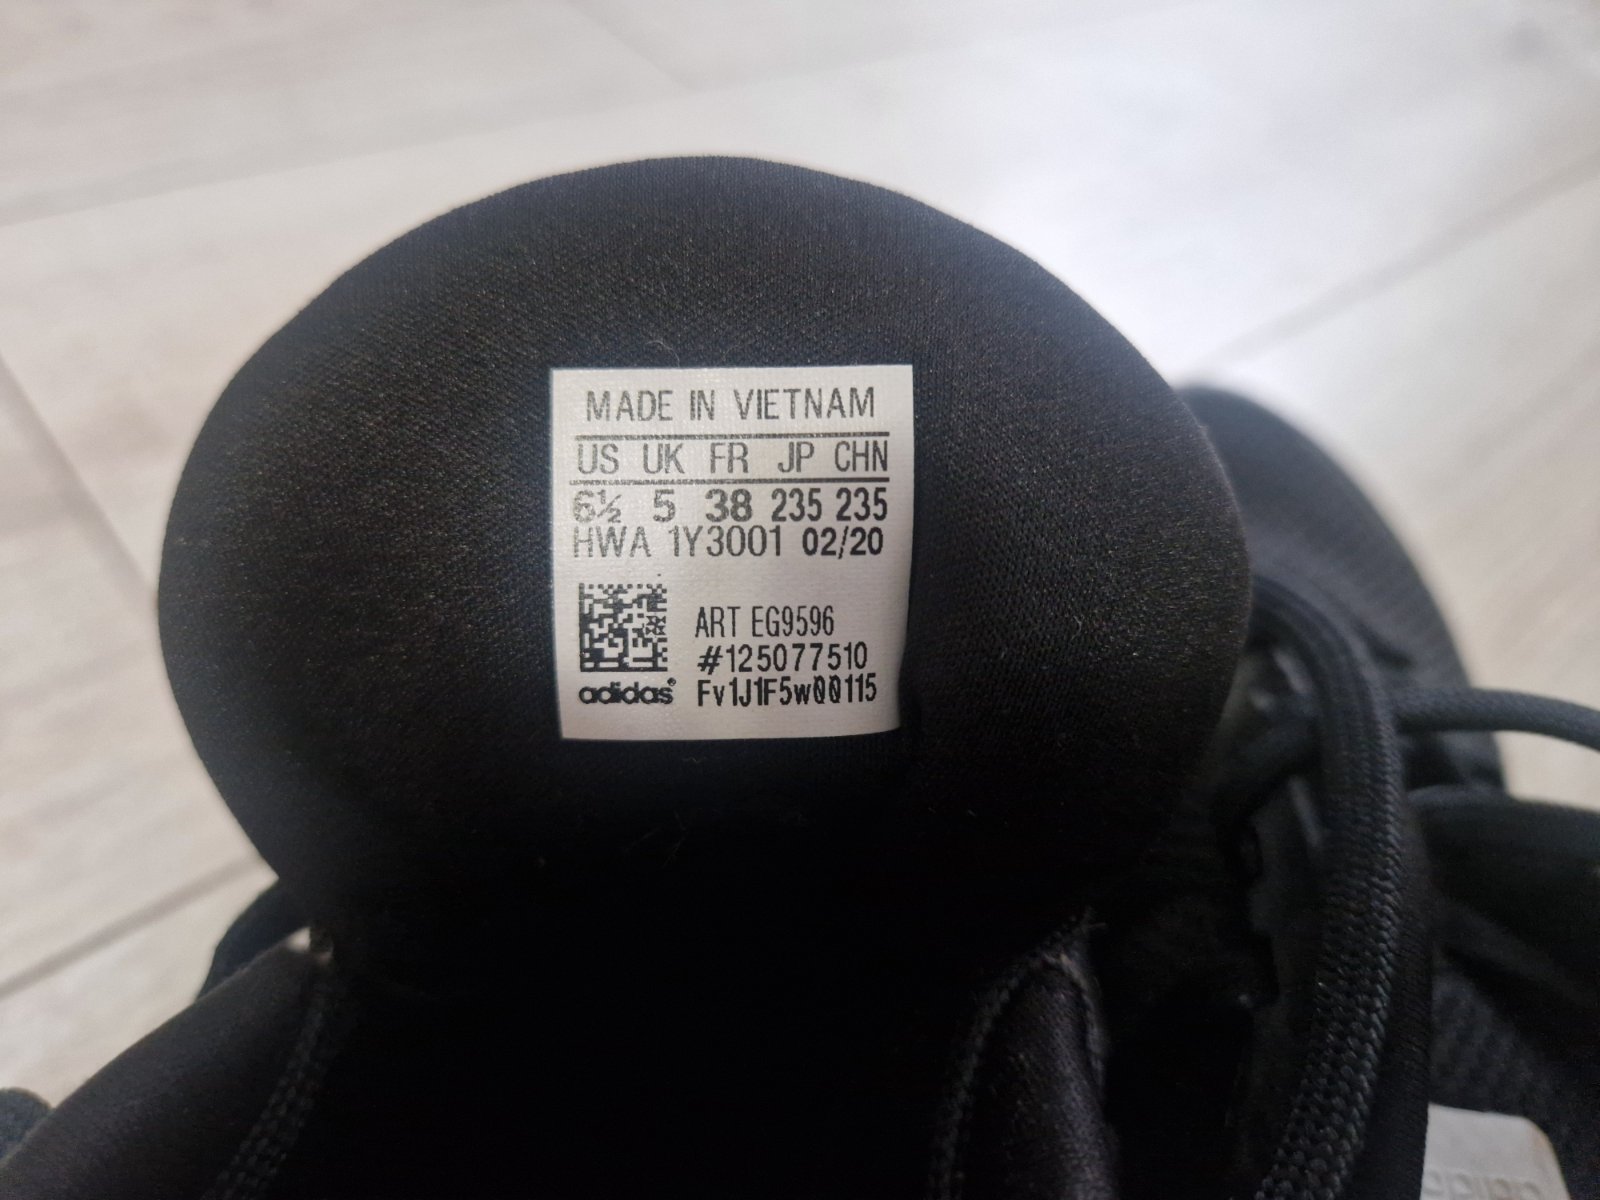 MADE IN VIETNAM
US UK FR JP CHN
6½ 5 38 235 235
HWA 1Y3001 02/20
ART EG9596
#125077510
adidas® Fv1J1F5w00115